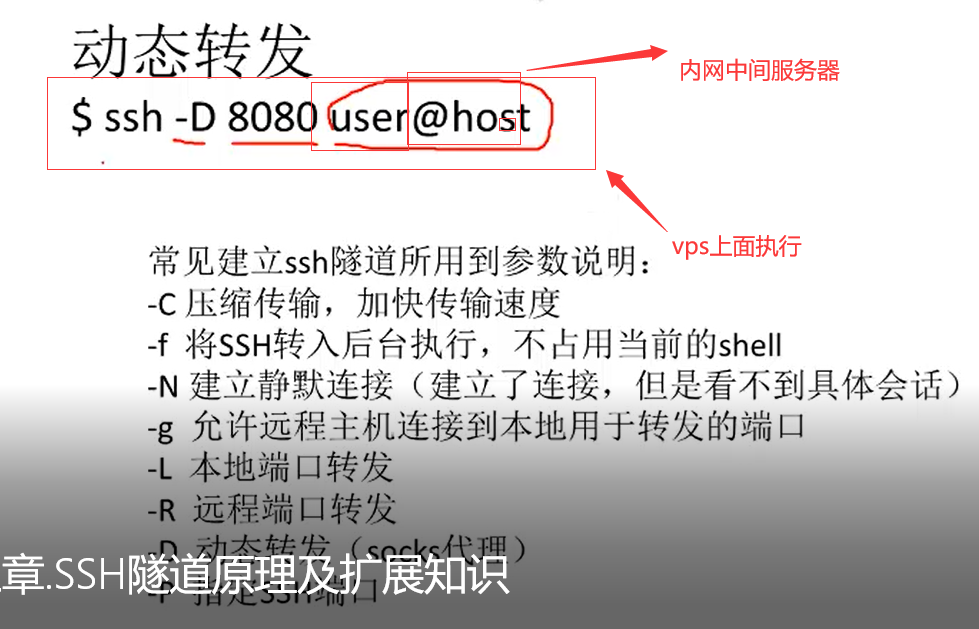 动态转发
$ ssh -D 8080 user@host
内网中间服务器
vps上面执行
常见建立ssh隧道所用到参数说明：
-C 压缩传输，加快传输速度
-f 将SSH转入后台执行，不占用当前的shell
-N 建立静默连接（建立了连接，但是看不到具体会话）
-g 允许远程主机连接到本地用于转发的端口
-L 本地端口转发
-R 远程端口转发
-D 动态转发（socks代理）
章.SSH隧道原理及扩展知识
-P 指定SSH端口